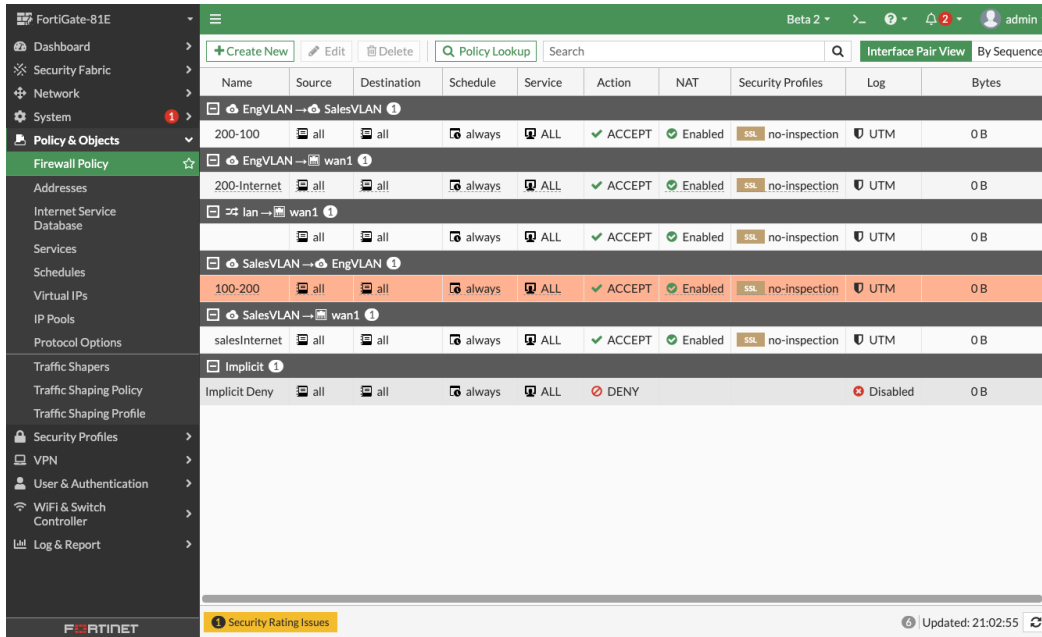 FortiGate-81E
Beta 2
>_
2
admin
Dashboard
Security Fabric
Network
System 1
Policy & Objects
Firewall Policy
Addresses
Internet Service
Database
Services
Schedules
Virtual IPs
IP Pools
Protocol Options
Traffic Shapers
Traffic Shaping Policy
Traffic Shaping Profile
Security Profiles
VPN
User & Authentication
WiFi & Switch
Controller
Log & Report
FORTINET
+ Create New Edit Delete Policy Lookup Search Interface Pair View By Sequence
Name Source Destination Schedule Service Action NAT Security Profiles Log Bytes
EngVLAN → SalesVLAN 1
200-100 all all always ALL ACCEPT Enabled SSL no-inspection UTM 0 B
EngVLAN → wan1 1
200-Internet all all always ALL ACCEPT Enabled SSL no-inspection UTM 0 B
lan → wan1 1
all all always ALL ACCEPT Enabled SSL no-inspection UTM 0 B
SalesVLAN → EngVLAN 1
100-200 all all always ALL ACCEPT Enabled SSL no-inspection UTM 0 B
SalesVLAN → wan1 1
salesInternet all all always ALL ACCEPT Enabled SSL no-inspection UTM 0 B
Implicit 1
Implicit Deny all all always ALL DENY Disabled 0 B
1 Security Rating Issues
6 Updated: 21:02:55